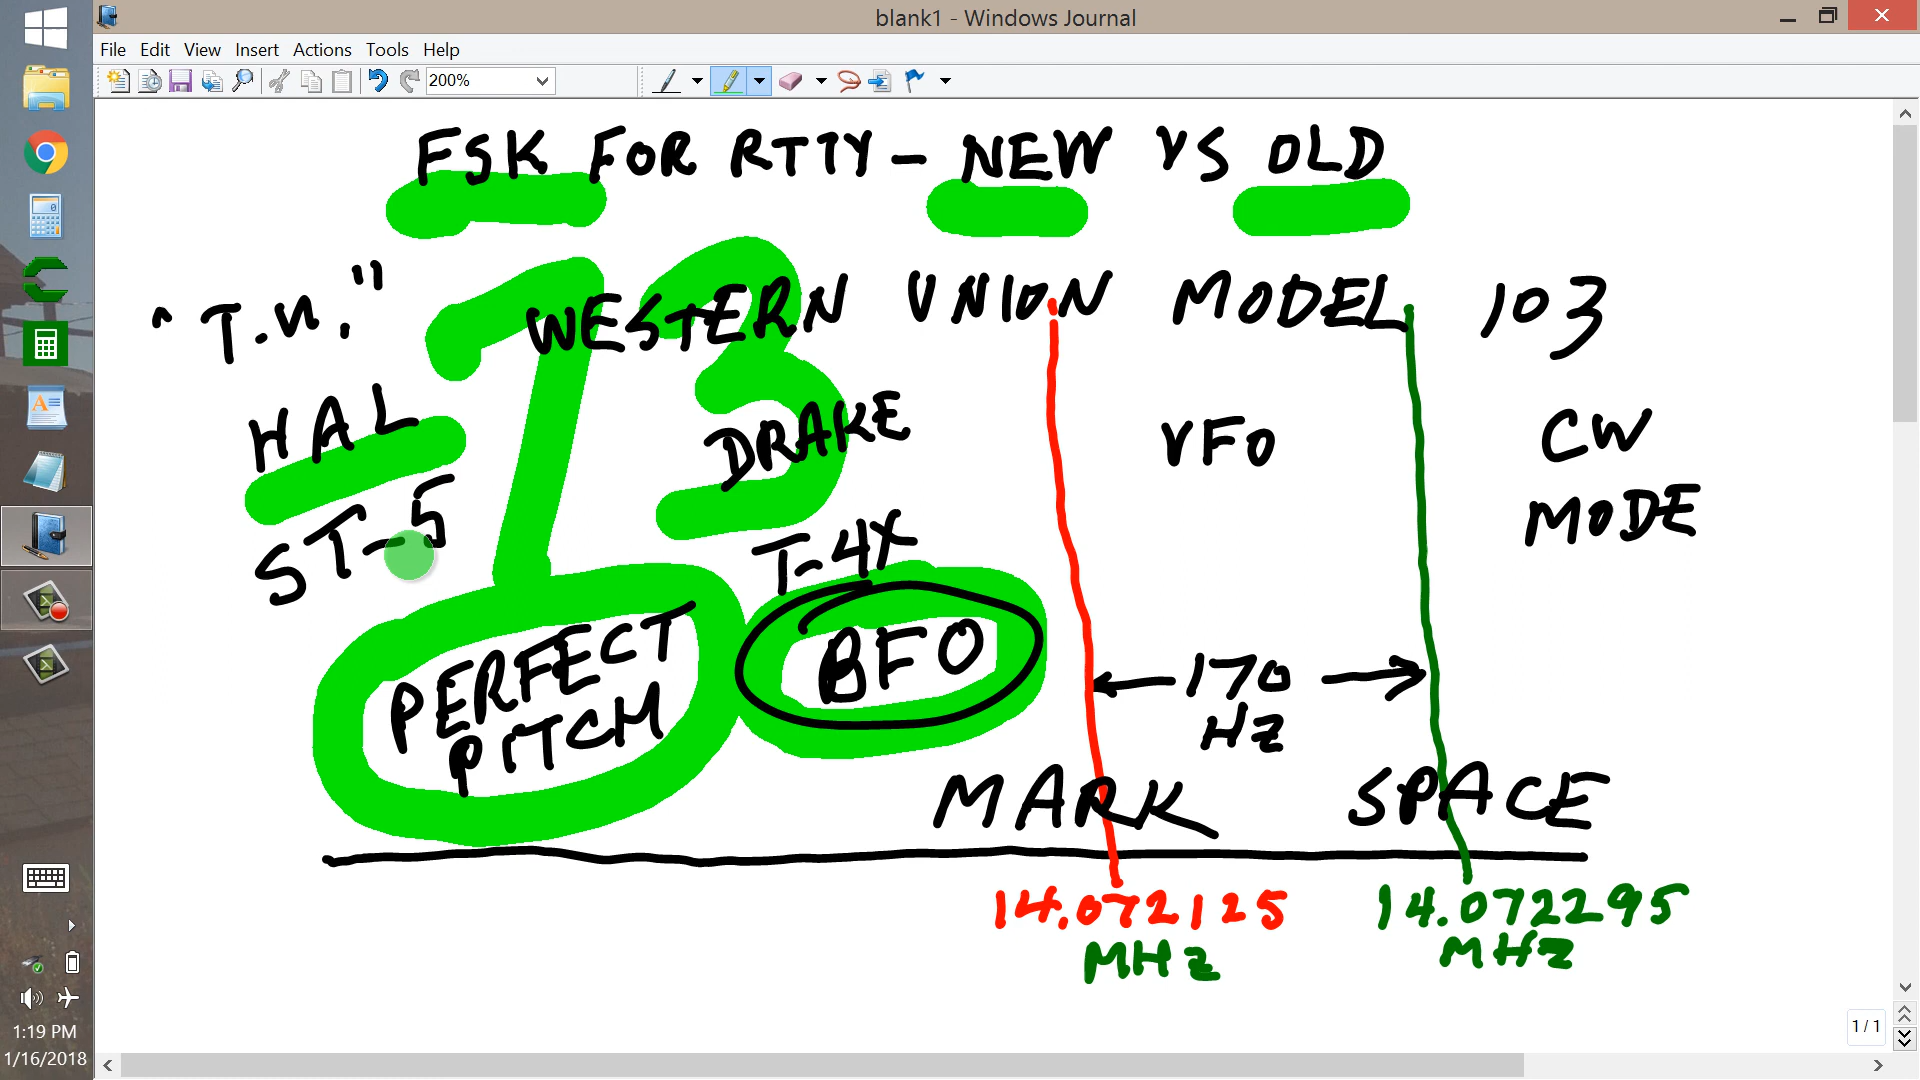 blank1 - Windows Journal
File Edit View Insert Actions Tools Help
200%
FSK FOR RTTY - NEW VS OLD
73
WESTERN UNION MODEL 103
HAL
ST-5
DRAKE
T-4X
VFO
CW
MODE
PERFECT
PITCH
BFO
170
HZ
MARK SPACE
14.072125
MHZ
14.072295
MHZ
1 / 1
1:19 PM
1/16/2018